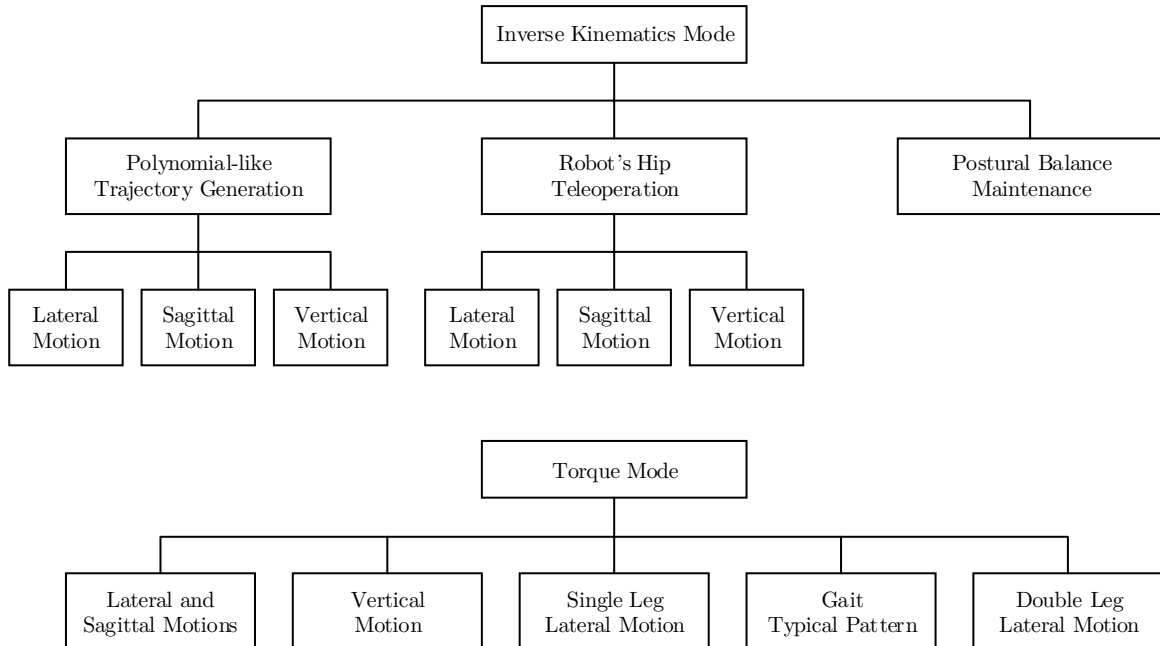 Inverse Kinematics Mode
Polynomial-like
Trajectory Generation
Robot's Hip
Teleoperation
Postural Balance
Maintenance
Lateral
Motion
Sagittal
Motion
Vertical
Motion
Lateral
Motion
Sagittal
Motion
Vertical
Motion
Torque Mode
Lateral and
Sagittal Motions
Vertical
Motion
Single Leg
Lateral Motion
Gait
Typical Pattern
Double Leg
Lateral Motion